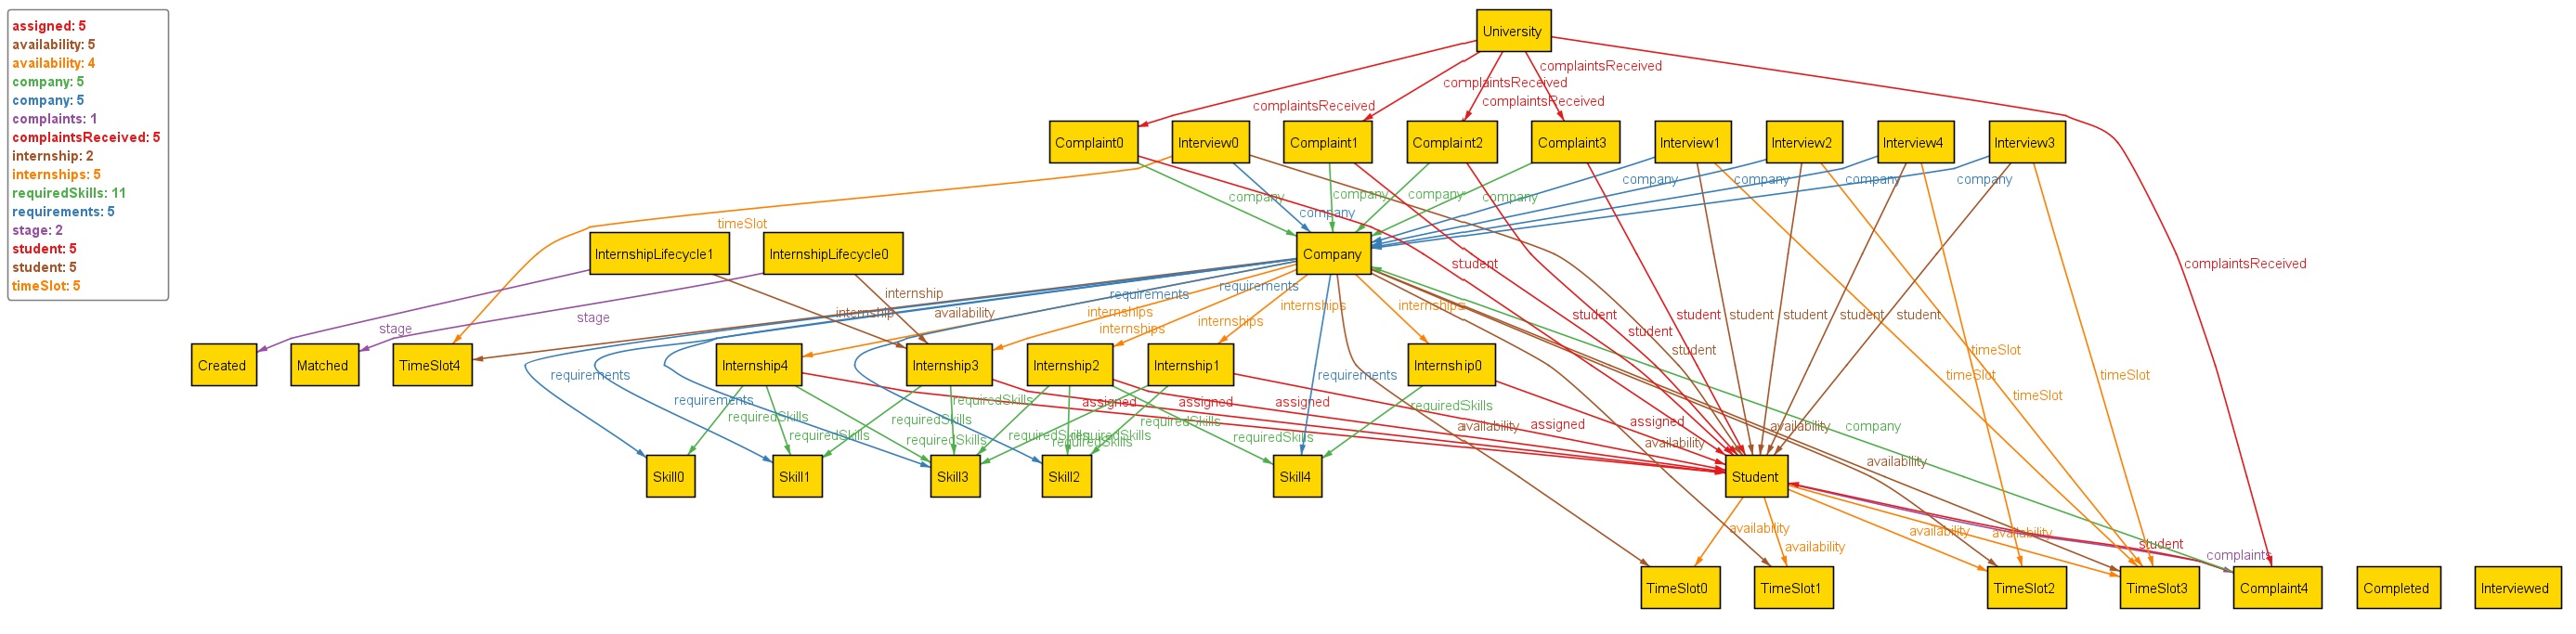 assigned: 5
availability: 5
availability: 4
company: 5
company: 5
complaints: 1
complaintsReceived: 5
internship: 2
internships: 5
requiredSkills: 11
requirements: 5
stage: 2
student: 5
student: 5
timeSlot: 5
University
complaintsReceived
complaintsReceived
complaintsReceived
complaintsReceived
Complaint0
Interview0
Complaint1
Complaint2
Complaint3
Interview1
Interview2
Interview4
Interview3
company
company
company
company
company
company
company
company
company
timeSlot
InternshipLifecycle1
InternshipLifecycle0
Company
student
complaintsReceived
internship
requirements
requirements
internship
availability
internships
internships
internships
internships
internships
stage
stage
student
student
student
student
student
student
student
student
timeSlot
Created
Matched
TimeSlot4
Internship4
Internship3
Internship2
Internship1
Internship0
requirements
requirements
requirements
timeSlot
timeSlot
timeSlot
requiredSkills
assigned
assigned
assigned
requiredSkills
requiredSkills
requiredSkills
requiredSkills
assigned
assigned
availability
availability
company
requiredSkills
requiredSkills
requiredSkills
requiredSkills
requiredSkills
requiredSkills
availability
availability
Skill0
Skill1
Skill3
Skill2
Skill4
Student
availability
availability
availability
availability
student
complaints
TimeSlot0
TimeSlot1
TimeSlot2
TimeSlot3
Complaint4
Completed
Interviewed